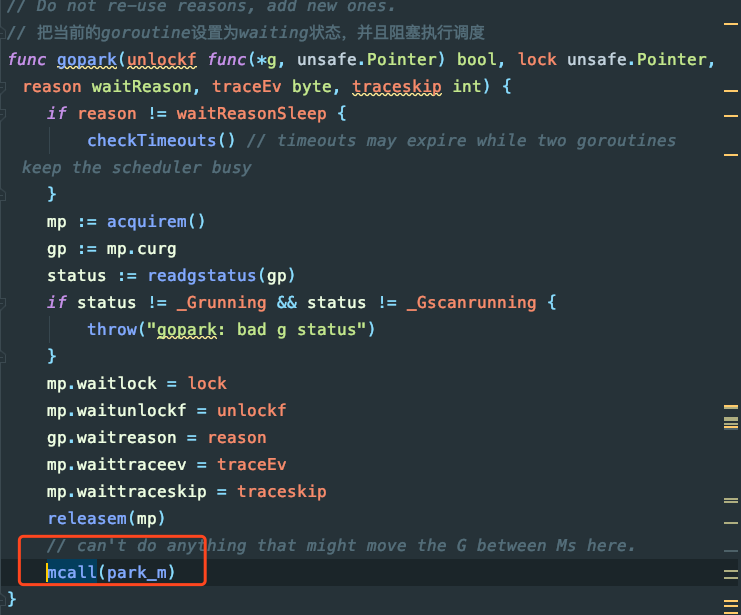 // Do not re-use reasons, add new ones.
// 把当前的goroutine设置为waiting状态，并且阻塞执行调度
func gopark(unlockf func(*g, unsafe.Pointer) bool, lock unsafe.Pointer,
reason waitReason, traceEv byte, traceskip int) {
if reason != waitReasonSleep {
checkTimeouts() // timeouts may expire while two goroutines
keep the scheduler busy
}
mp := acquirem()
gp := mp.curg
status := readgstatus(gp)
if status != _Grunning && status != _Gscanrunning {
throw("gopark: bad g status")
}
mp.waitlock = lock
mp.waitunlockf = unlockf
gp.waitreason = reason
mp.waittraceev = traceEv
mp.waittraceskip = traceskip
releasem(mp)
// can't do anything that might move the G between Ms here.
mcall(park_m)
}